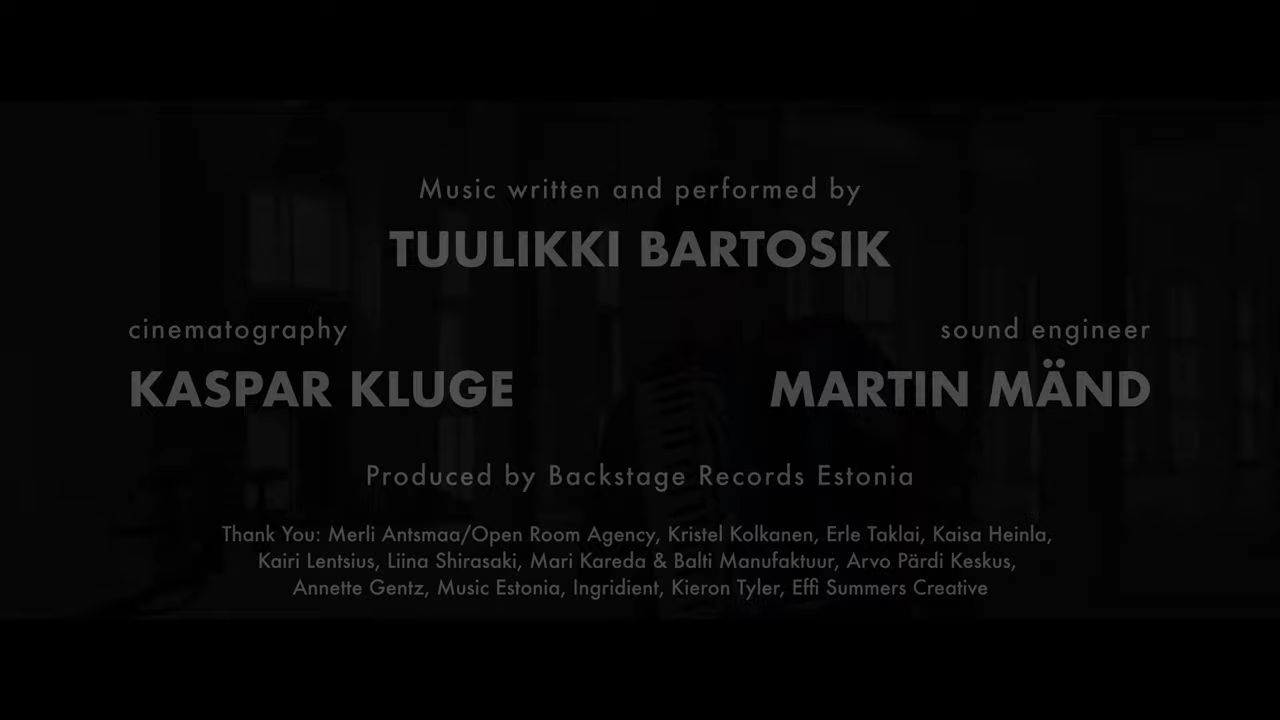 Music written and performed by
TUULIKKI BARTOSIK
cinematography
KASPAR KLUGE
sound engineer
MARTIN MÄND
Produced by Backstage Records Estonia
Thank You: Merli Antsmaa/Open Room Agency, Kristel Kolkanen, Erle Taklai, Kaisa Heinla,
Kairi Lentsius, Liina Shirasaki, Mari Kareda & Balti Manufaktuur, Arvo Pärdi Keskus,
Annette Gentz, Music Estonia, Ingridient, Kieron Tyler, Effi Summers Creative